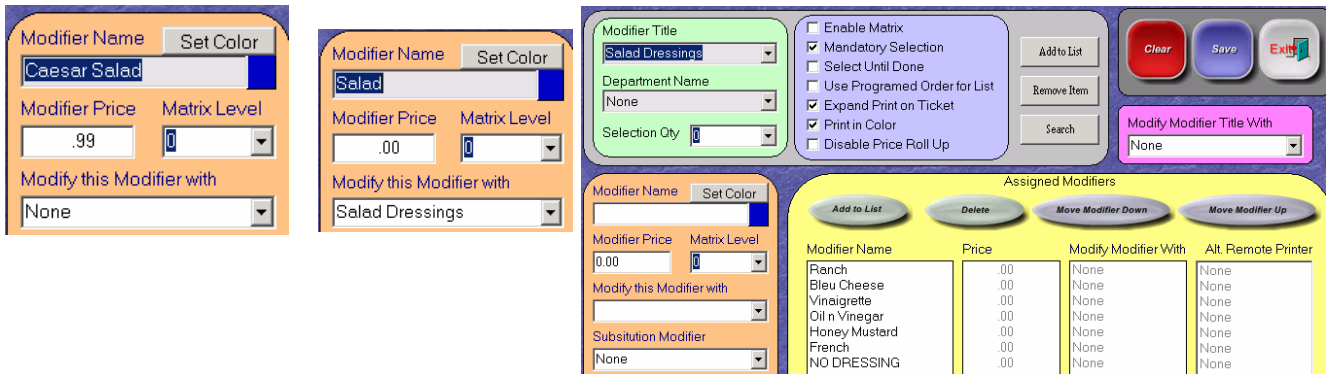 Modifier Name Set Color
Caesar Salad
Modifier Price Matrix Level
.99 0
Modify this Modifier with
None
Modifier Name Set Color
Salad
Modifier Price Matrix Level
.00 0
Modify this Modifier with
Salad Dressings
Modifier Title
Salad Dressings
Department Name
None
Selection Qty 0
Enable Matrix
Mandatory Selection
Select Until Done
Use Programed Order for List
Expand Print on Ticket
Print in Color
Disable Price Roll Up
Add to List
Remove Item
Search
Clear Save Exit
Modify Modifier Title With
None
Modifier Name Set Color
Modifier Price Matrix Level
0.00 0
Modify this Modifier with
Subsitution Modifier
None
Assigned Modifiers
Add to List Delete Move Modifier Down Move Modifier Up
Modifier Name Price Modify Modifier With Alt. Remote Printer
Ranch .00 None None
Bleu Cheese .00 None None
Vinaigrette .00 None None
Oil n Vinegar .00 None None
Honey Mustard .00 None None
French .00 None None
NO DRESSING .00 None None